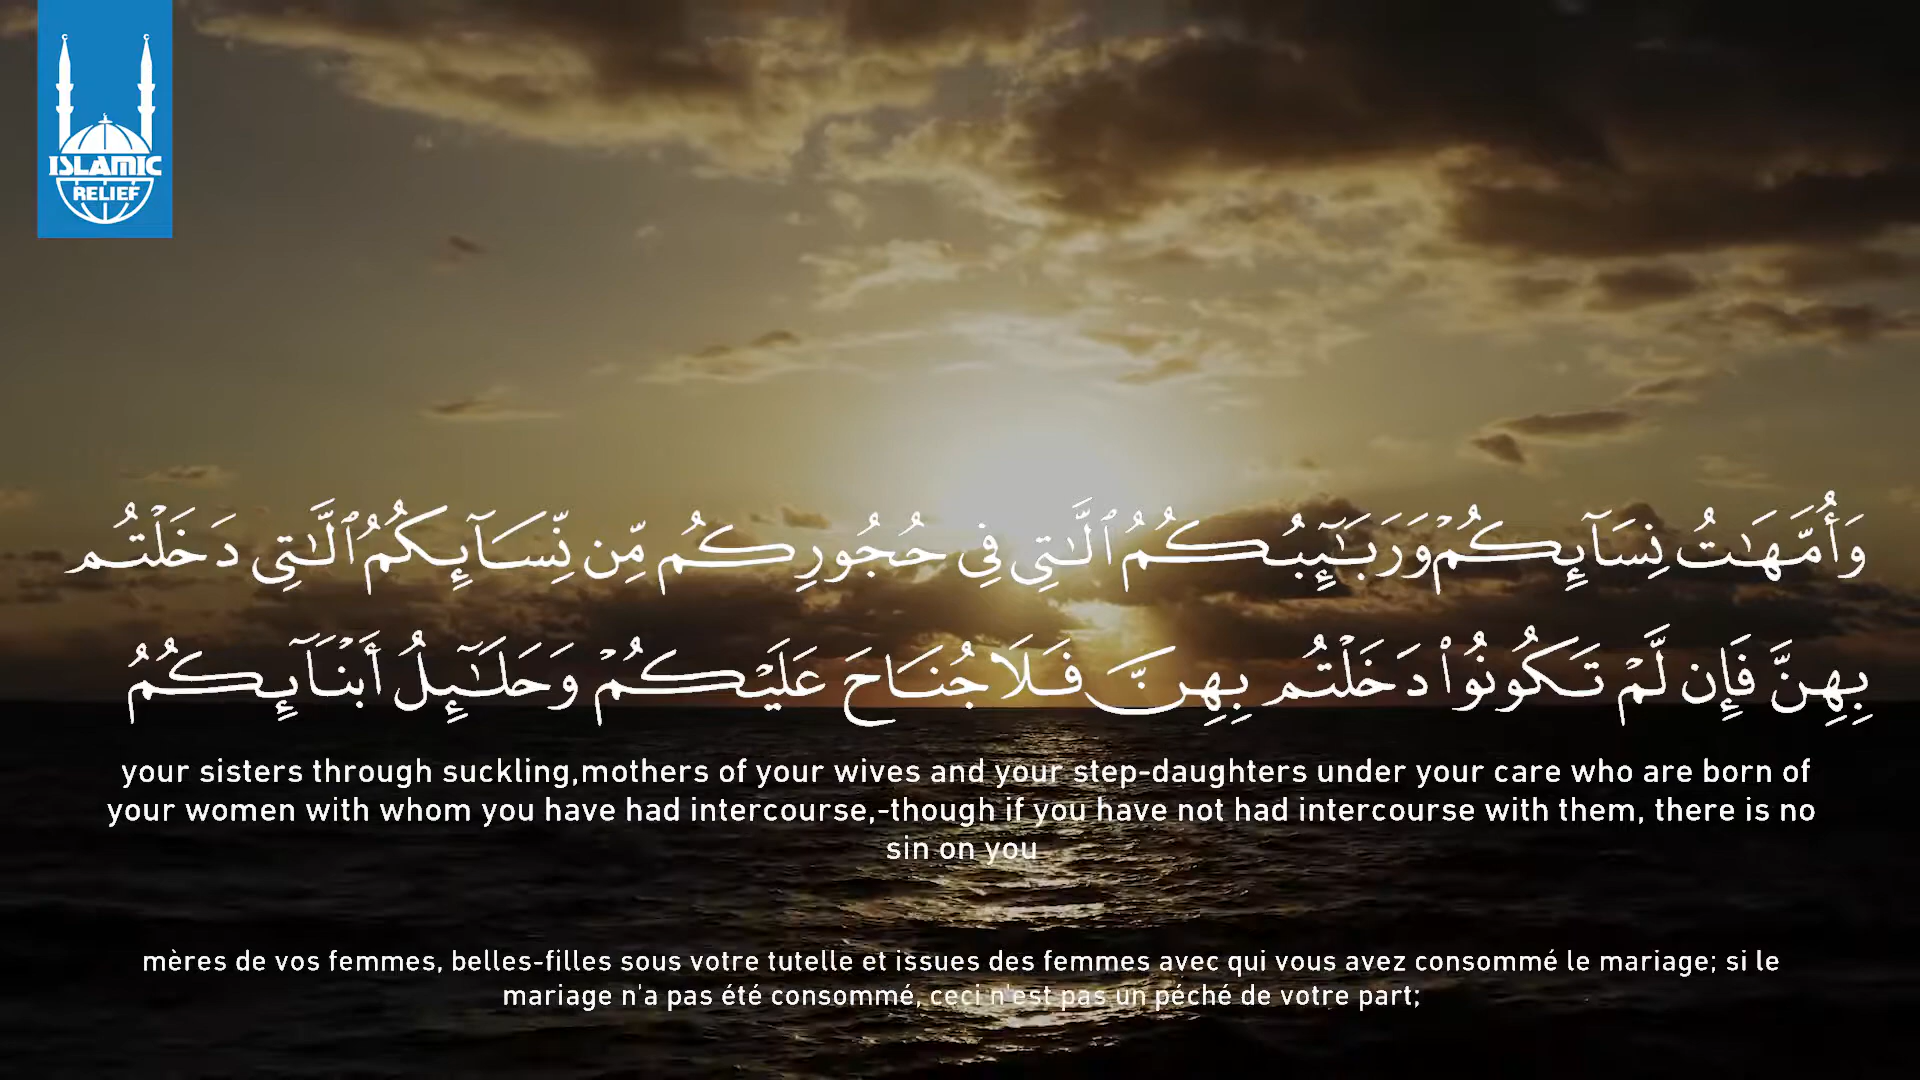 ISLAMIC
RELIEF
وَأُمَّهَـٰتُ نِسَآئِكُمْ وَرَبَـٰٓئِبُكُمُ ٱلَّـٰتِى فِى حُجُورِكُم مِّن نِّسَآئِكُمُ ٱلَّـٰتِى دَخَلْتُم
بِهِنَّ فَإِن لَّمْ تَكُونُوا۟ دَخَلْتُم بِهِنَّ فَلَا جُنَاحَ عَلَيْكُمْ وَحَلَـٰٓئِلُ أَبْنَآئِكُمُ
your sisters through suckling,mothers of your wives and your step-daughters under your care who are born of
your women with whom you have had intercourse,-though if you have not had intercourse with them, there is no
sin on you
mères de vos femmes, belles-filles sous votre tutelle et issues des femmes avec qui vous avez consommé le mariage; si le
mariage n'a pas été consommé, ceci n'est pas un péché de votre part;